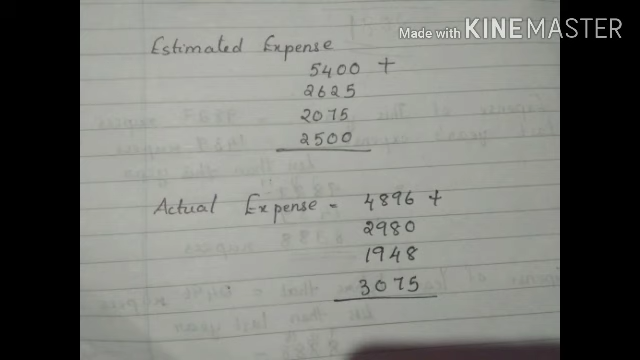 Made with KINEMASTER
Estimated Expense
5400 +
2625
2075
2500
Actual Expense = 4896 +
2980
1948
3075